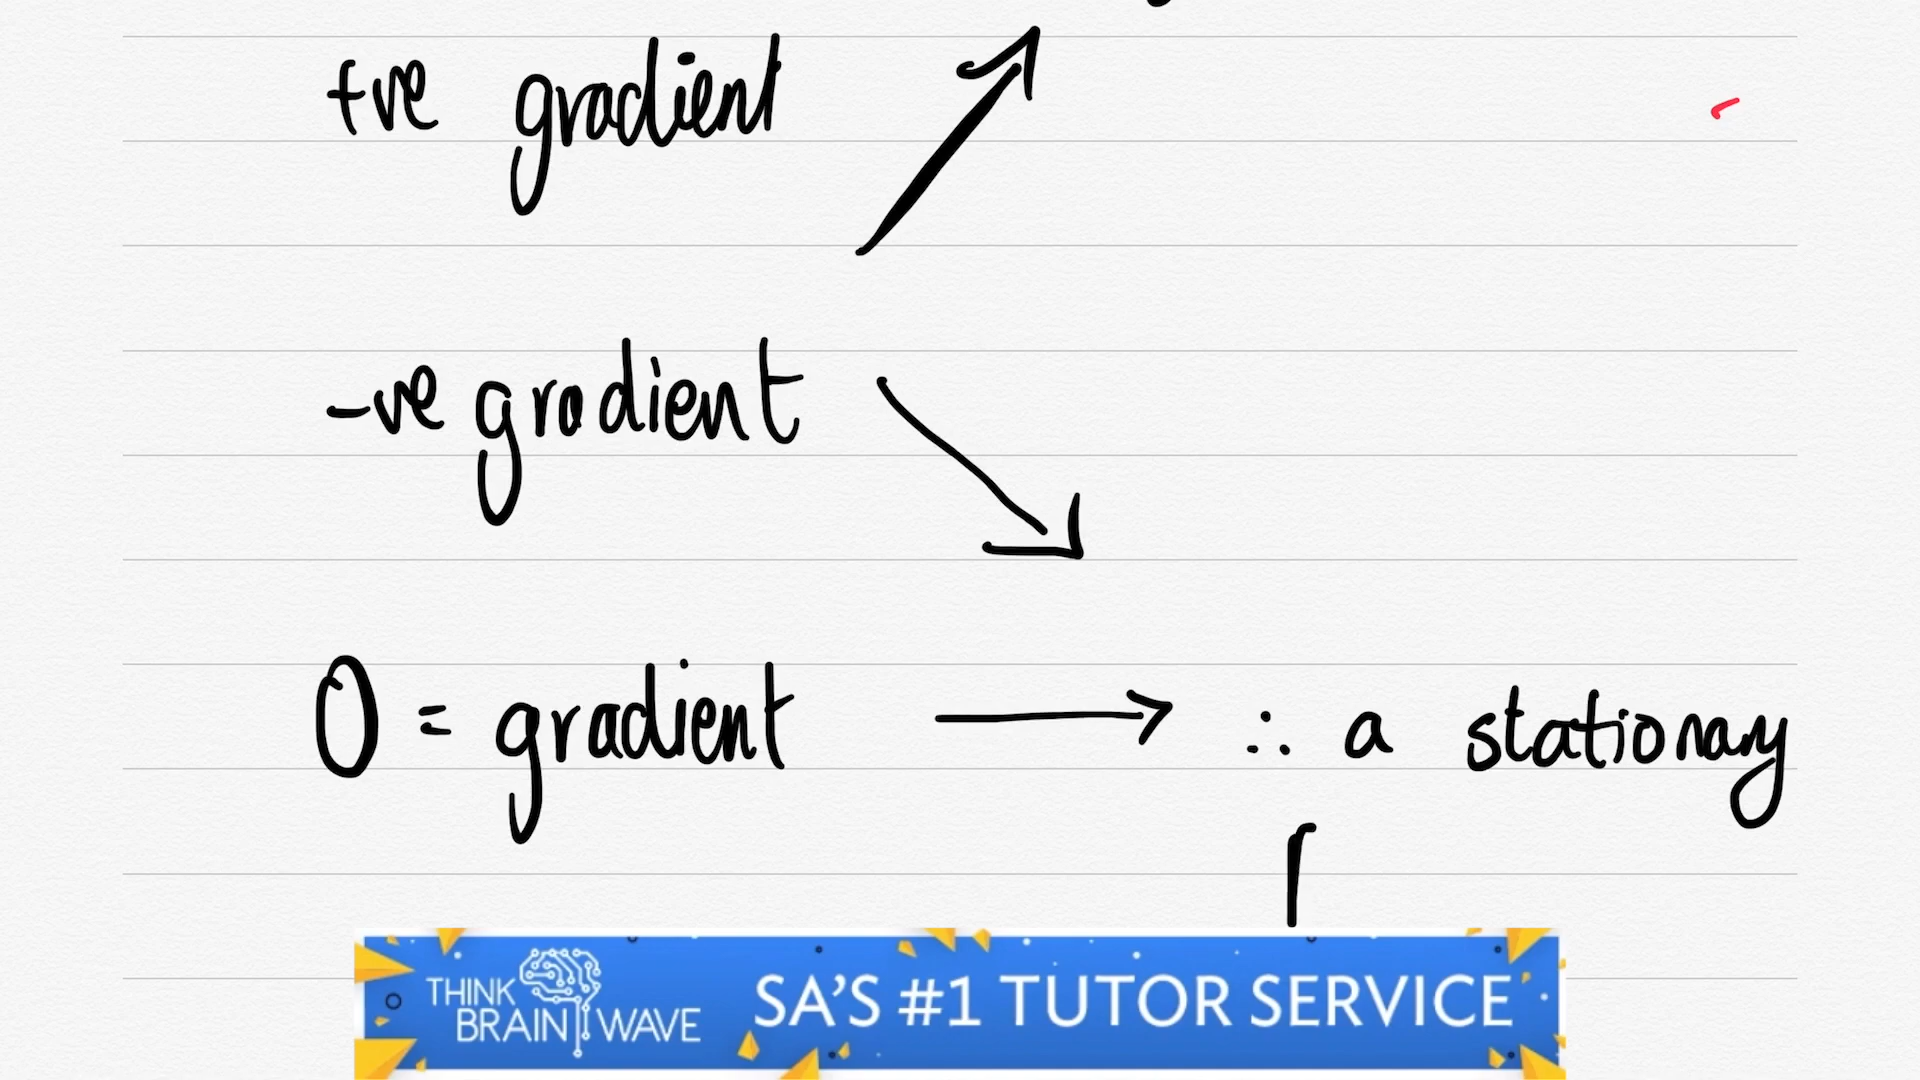 +ve gradient
-ve gradient
0 = gradient ∴ a stationary
THINK BRAIN WAVE
SA'S #1 TUTOR SERVICE